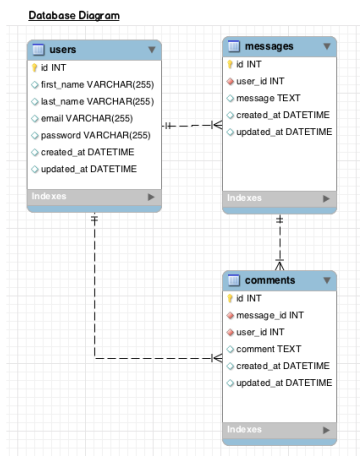 Database Diagram
users
id INT
first_name VARCHAR(255)
last_name VARCHAR(255)
email VARCHAR(255)
password VARCHAR(255)
created_at DATETIME
updated_at DATETIME
Indexes
messages
id INT
user_id INT
message TEXT
created_at DATETIME
updated_at DATETIME
Indexes
comments
id INT
message_id INT
user_id INT
comment TEXT
created_at DATETIME
updated_at DATETIME
Indexes